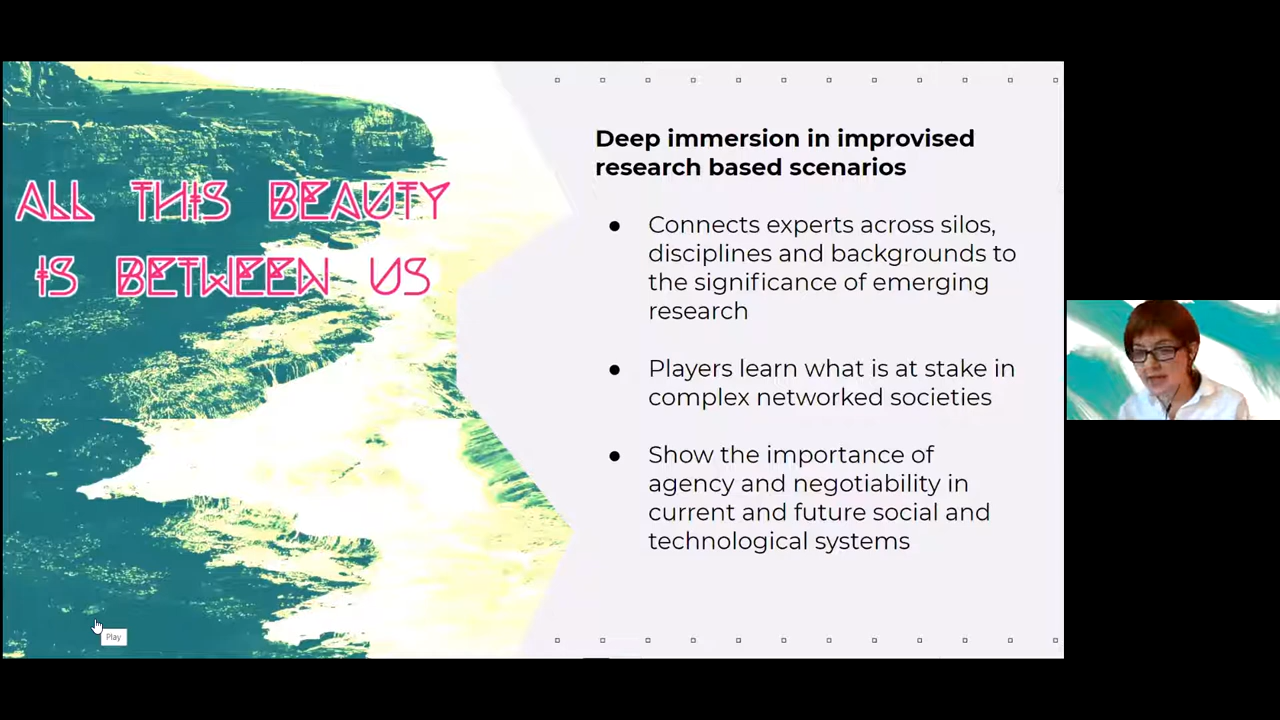 ALL THIS BEAUTY
IS BETWEEN US
Deep immersion in improvised
research based scenarios
● Connects experts across silos,
disciplines and backgrounds to
the significance of emerging
research
● Players learn what is at stake in
complex networked societies
● Show the importance of
agency and negotiability in
current and future social and
technological systems
Play